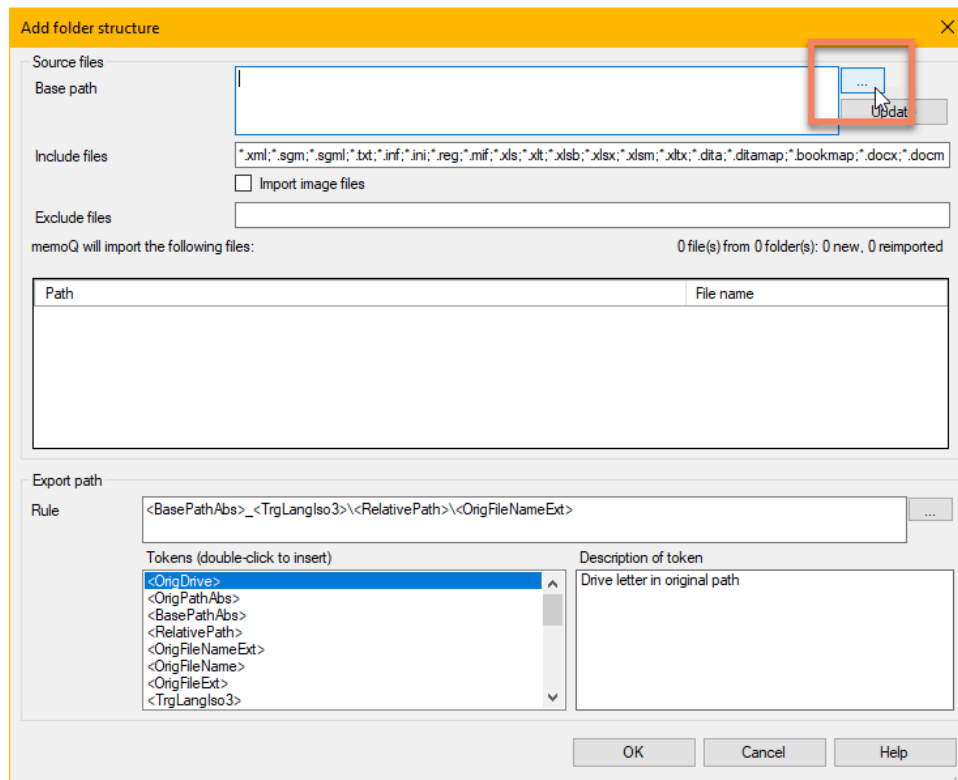 Add folder structure
Source files
Base path
...
Update
Include files
*.xml;*.sgm;*.sgml;*.txt;*.inf;*.ini;*.reg;*.mif;*.xls;*.xlt;*.xlsb;*.xlsx;*.xlsm;*.xltx;*.dita;*.ditamap;*.bookmap;*.docx;*.docm
Import image files
Exclude files
memoQ will import the following files: 0 file(s) from 0 folder(s): 0 new, 0 reimported
Path File name
Export path
Rule
<BasePathAbs>_<TrgLangIso3>\<RelativePath>\<OrigFileNameExt>
...
Tokens (double-click to insert) Description of token
<OrigDrive> Drive letter in original path
<OrigPathAbs>
<BasePathAbs>
<RelativePath>
<OrigFileNameExt>
<OrigFileName>
<OrigFileExt>
<TrgLangIso3>
OK Cancel Help